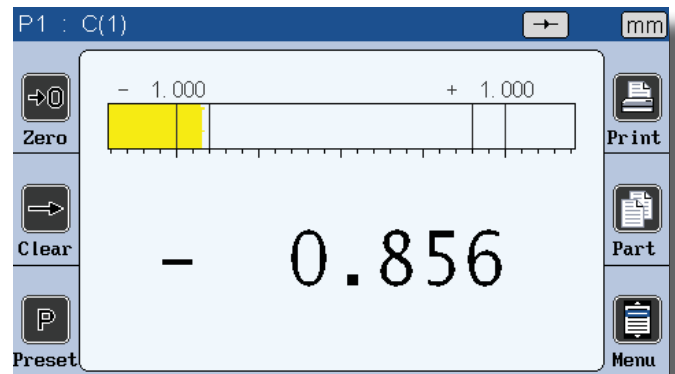 P1 : C(1)
mm
- 1.000
+ 1.000
Zero
Print
Clear
- 0.856
Part
P
Preset
Menu